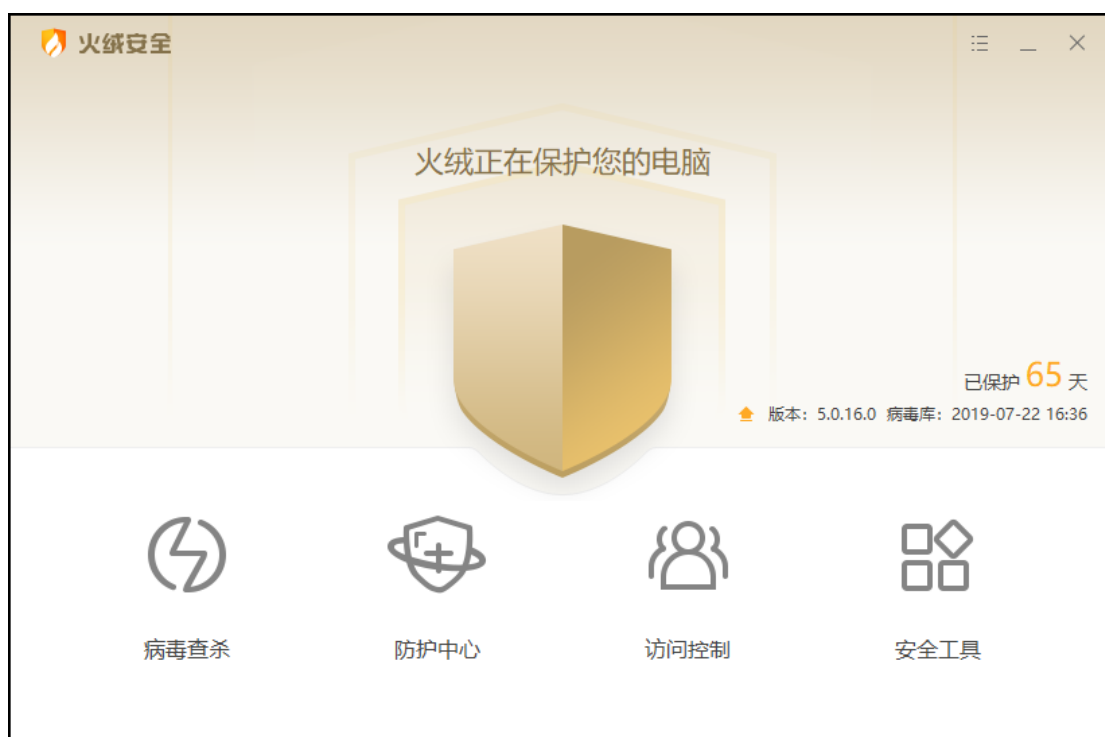 火绒安全
火绒正在保护您的电脑
已保护 65 天
版本：5.0.16.0 病毒库：2019-07-22 16:36
病毒查杀 防护中心 访问控制 安全工具